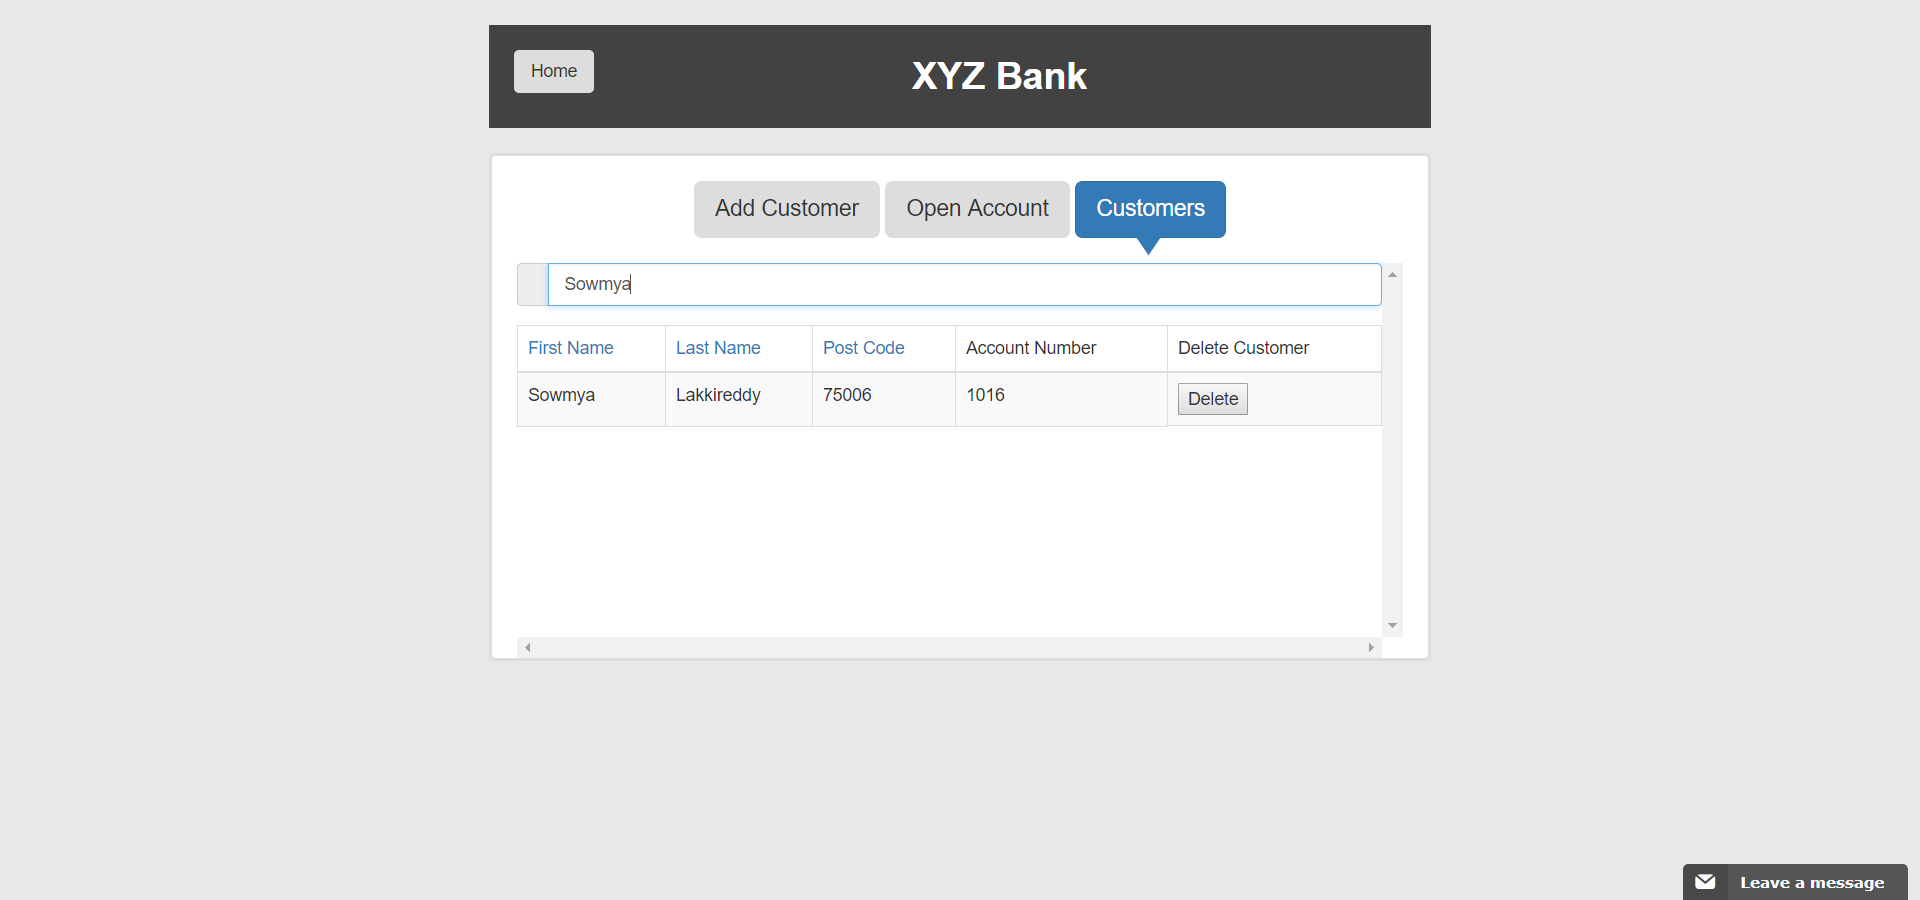 Home
XYZ Bank
Add Customer Open Account Customers
Sowmya
First Name Last Name Post Code Account Number Delete Customer
Sowmya Lakkireddy 75006 1016 Delete
Leave a message